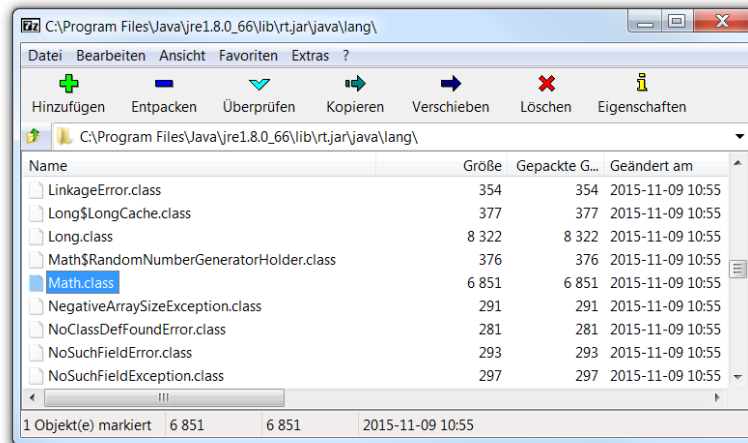 7z C:\Program Files\Java\jre1.8.0_66\lib\rt.jar\java\lang\
Datei Bearbeiten Ansicht Favoriten Extras ?
Hinzufügen Entpacken Überprüfen Kopieren Verschieben Löschen Eigenschaften
C:\Program Files\Java\jre1.8.0_66\lib\rt.jar\java\lang\
Name Größe Gepackte G... Geändert am
LinkageError.class 354 354 2015-11-09 10:55
Long$LongCache.class 377 377 2015-11-09 10:55
Long.class 8 322 8 322 2015-11-09 10:55
Math$RandomNumberGeneratorHolder.class 376 376 2015-11-09 10:55
Math.class 6 851 6 851 2015-11-09 10:55
NegativeArraySizeException.class 291 291 2015-11-09 10:55
NoClassDefFoundError.class 281 281 2015-11-09 10:55
NoSuchFieldError.class 293 293 2015-11-09 10:55
NoSuchFieldException.class 297 297 2015-11-09 10:55
1 Objekt(e) markiert 6 851 6 851 2015-11-09 10:55